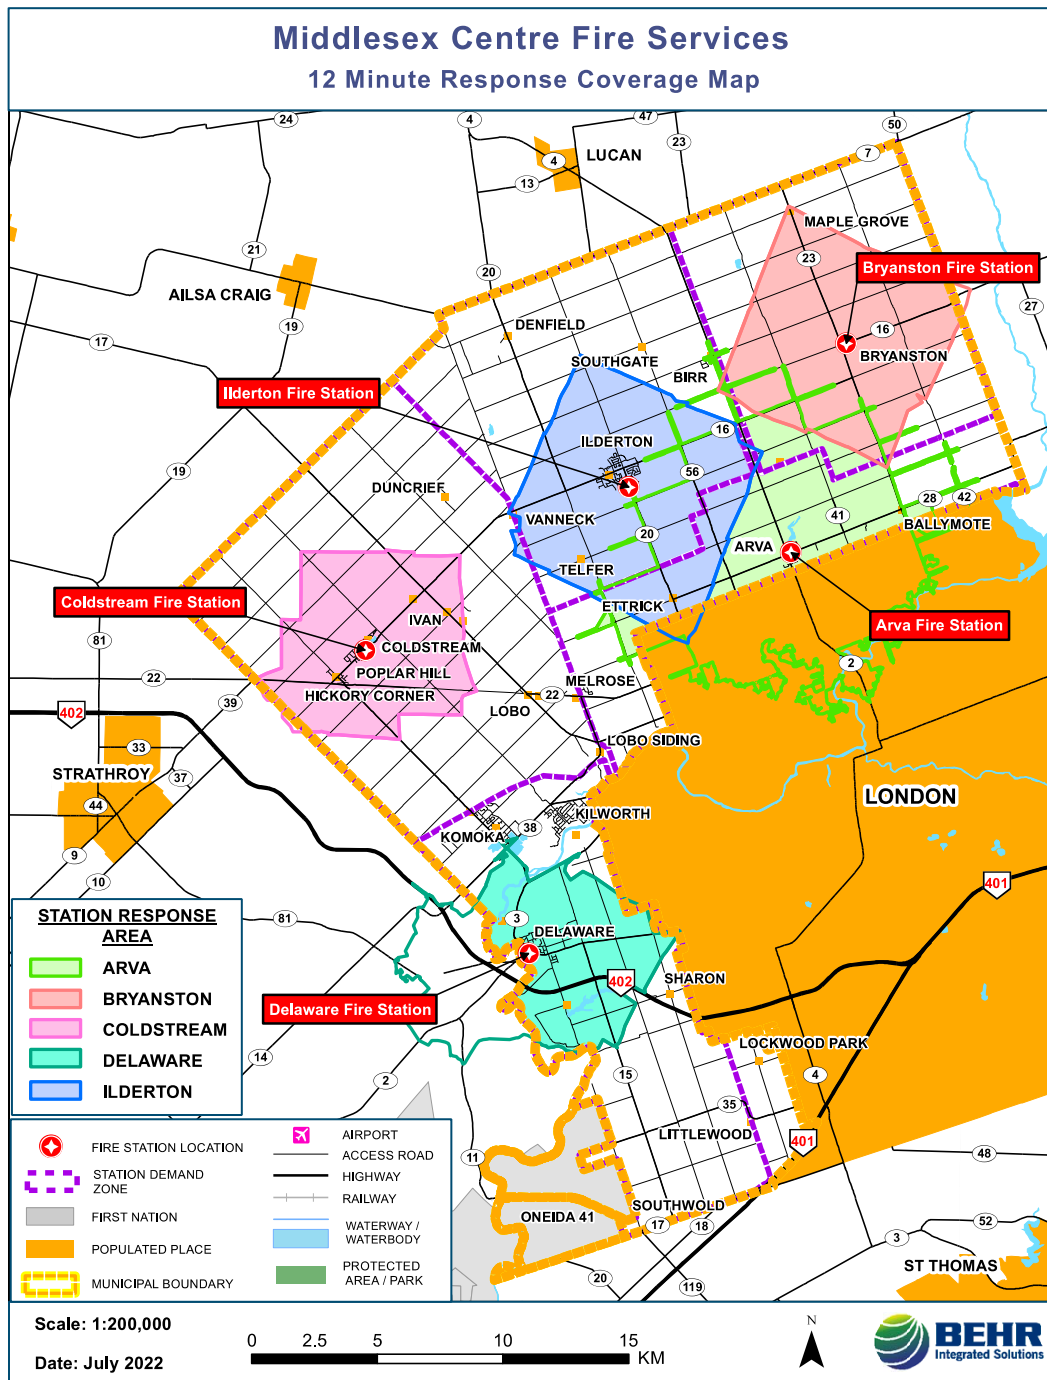 Middlesex Centre Fire Services
12 Minute Response Coverage Map
24
4
47
23
50
7
LUCAN
4
13
MAPLE GROVE
21
20
23
Bryanston Fire Station
AILSA CRAIG
27
19
DENFIELD
16
17
SOUTHGATE
BRYANSTON
BIRR
Ilderton Fire Station
16
ILDERTON
19
56
DUNCRIEF
28
42
VANNECK
41
BALLYMOTE
20
ARVA
TELFER
Coldstream Fire Station
ETTRICK
IVAN
Arva Fire Station
81
COLDSTREAM
2
POPLAR HILL
22
MELROSE
HICKORY CORNER
22
39
LOBO
402
LOBO SIDING
33
STRATHROY
37
LONDON
44
KILWORTH
38
KOMOKA
9
10
401
STATION RESPONSE
AREA
81
3
DELAWARE
ARVA
SHARON
402
BRYANSTON
Delaware Fire Station
COLDSTREAM
LOCKWOOD PARK
DELAWARE
14
15
4
2
ILDERTON
35
LITTLEWOOD
401
FIRE STATION LOCATION
AIRPORT
ACCESS ROAD
11
48
STATION DEMAND
ZONE
HIGHWAY
RAILWAY
SOUTHWOLD
FIRST NATION
ONEIDA 41
17
18
52
WATERWAY /
WATERBODY
3
POPULATED PLACE
ST THOMAS
PROTECTED
AREA / PARK
20
MUNICIPAL BOUNDARY
119
Scale: 1:200,000
0
2.5
5
10
15
KM
N
BEHR
Integrated Solutions
Date: July 2022